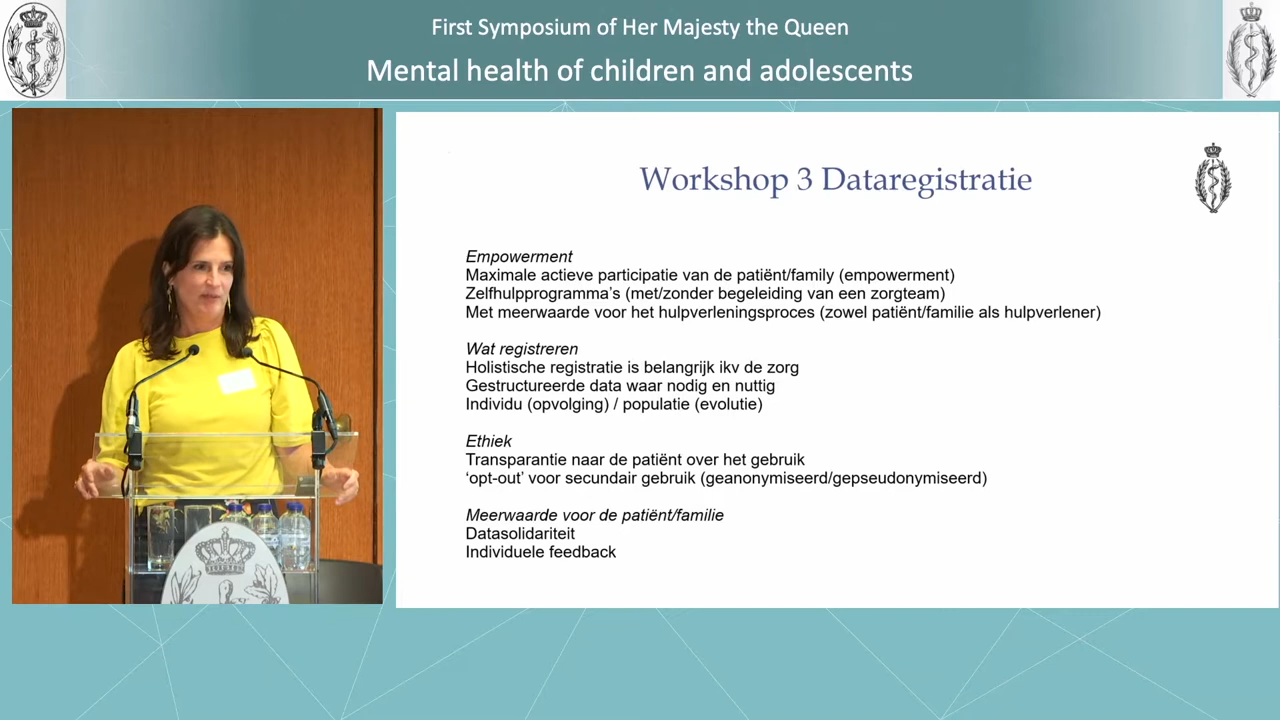 First Symposium of Her Majesty the Queen
Mental health of children and adolescents
Workshop 3 Dataregistratie
Empowerment
Maximale actieve participatie van de patiënt/family (empowerment)
Zelfhulpprogramma’s (met/zonder begeleiding van een zorgteam)
Met meerwaarde voor het hulpverleningsproces (zowel patiënt/familie als hulpverlener)
Wat registreren
Holistische registratie is belangrijk ikv de zorg
Gestructureerde data waar nodig en nuttig
Individu (opvolging) / populatie (evolutie)
Ethiek
Transparantie naar de patiënt over het gebruik
‘opt-out’ voor secundair gebruik (geanonymiseerd/gepseudonymiseerd)
Meerwaarde voor de patiënt/familie
Datasolidariteit
Individuele feedback